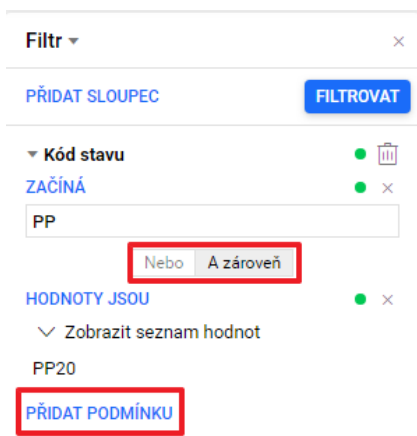 Filtr
PŘIDAT SLOUPEC FILTROVAT
Kód stavu
ZAČÍNÁ
PP
Nebo A zároveň
HODNOTY JSOU
Zobrazit seznam hodnot
PP20
PŘIDAT PODMÍNKU